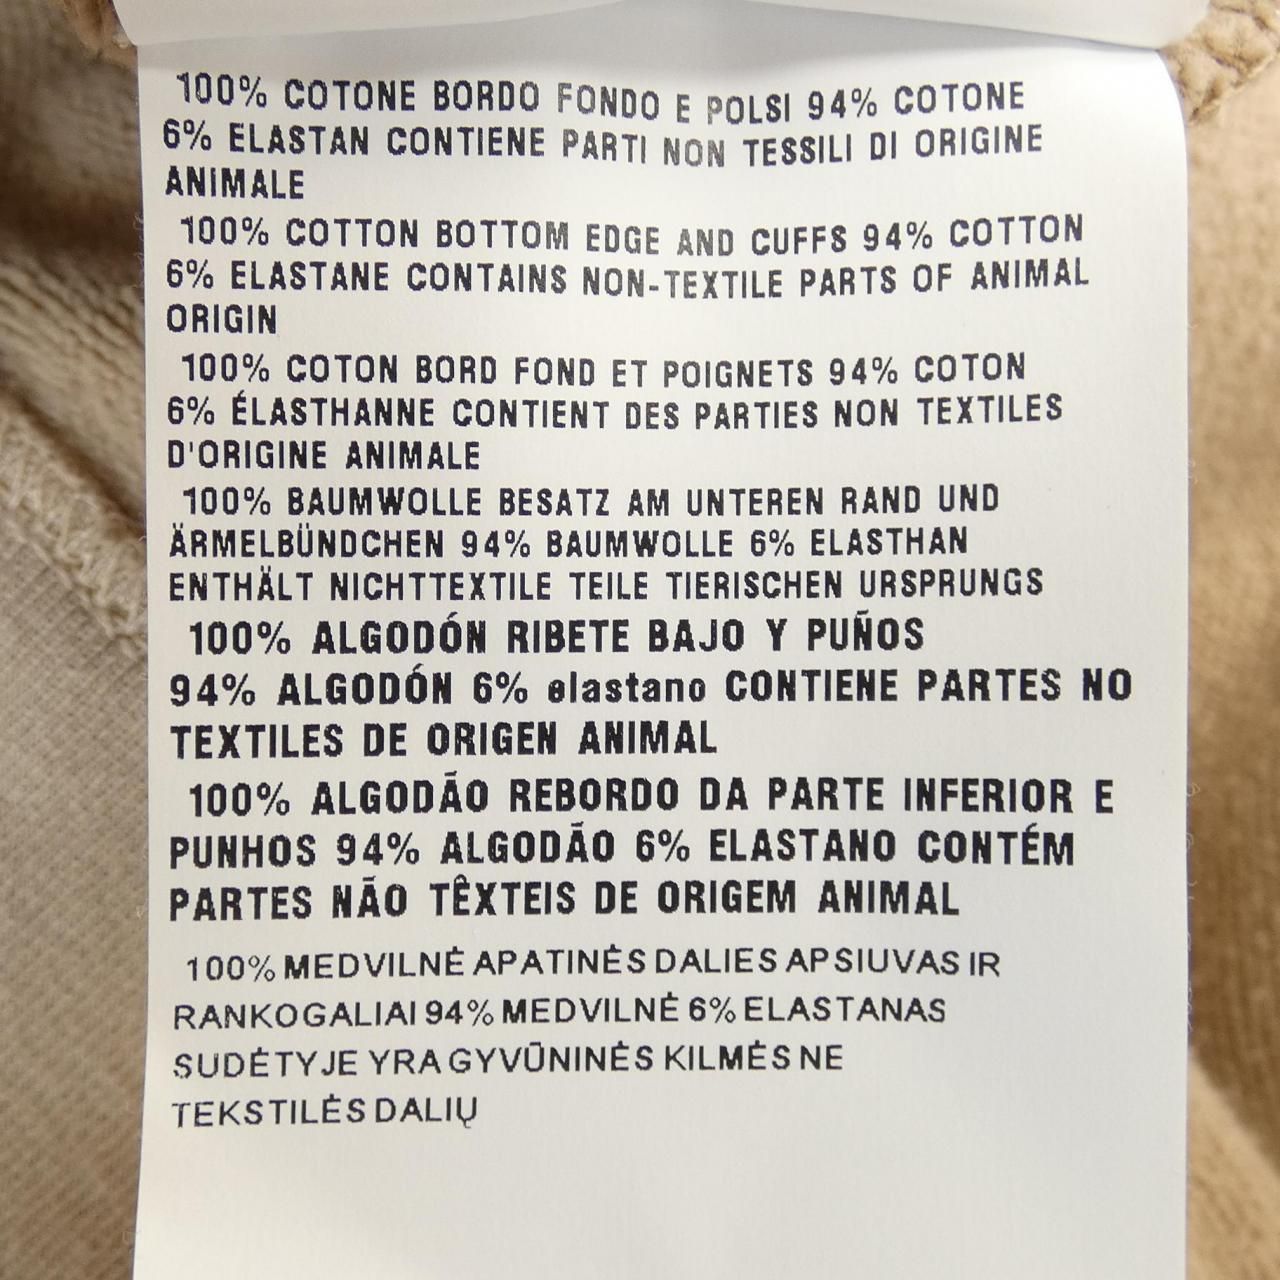 100% COTONE BORDO FONDO E POLSI 94% COTONE
6% ELASTAN CONTIENE PARTI NON TESSILI DI ORIGINE
ANIMALE
100% COTTON BOTTOM EDGE AND CUFFS 94% COTTON
6% ELASTANE CONTAINS NON-TEXTILE PARTS OF ANIMAL
ORIGIN
100% COTON BORD FOND ET POIGNETS 94% COTON
6% ÉLASTHANNE CONTIENT DES PARTIES NON TEXTILES
D'ORIGINE ANIMALE
100% BAUMWOLLE BESATZ AM UNTEREN RAND UND
ÄRMELBÜNDCHEN 94% BAUMWOLLE 6% ELASTHAN
ENTHÄLT NICHTTEXTILE TEILE TIERISCHEN URSPRUNGS
100% ALGODÓN RIBETE BAJO Y PUÑOS
94% ALGODÓN 6% elastano CONTIENE PARTES NO
TEXTILES DE ORIGEN ANIMAL
100% ALGODÃO REBORDO DA PARTE INFERIOR E
PUNHOS 94% ALGODÃO 6% ELASTANO CONTÉM
PARTES NÃO TÊXTEIS DE ORIGEM ANIMAL
100% MEDVILNĖ APATINĖS DALIES APSIUVAS IR
RANKOGALIAI 94% MEDVILNĖ 6% ELASTANAS
SUDĖTYJE YRA GYVŪNINĖS KILMĖS NE
TEKSTILĖS DALIŲ